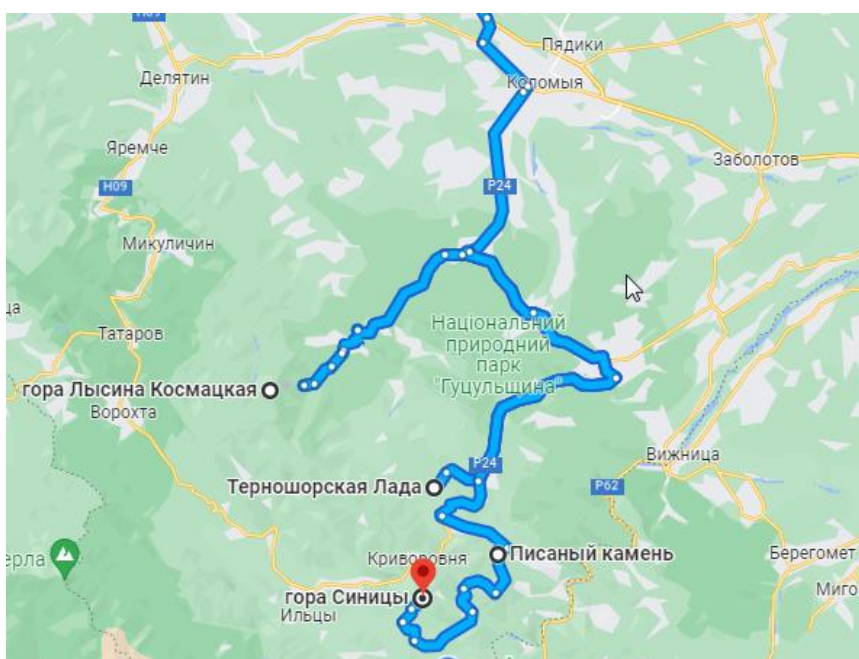 Н09
Пядики
Делятин
Коломыя
Яремче
Заболотов
Н09
Р24
Микуличин
ца
Татаров
Національний
природний
парк
"Гуцульщина"
гора Лысина Космацкая
Ворохта
Вижница
Р24
Терношорская Лада
Р62
Криворовня
Писаный камень
Берегомет
ерла
гора Синицы
Ильцы
Миго